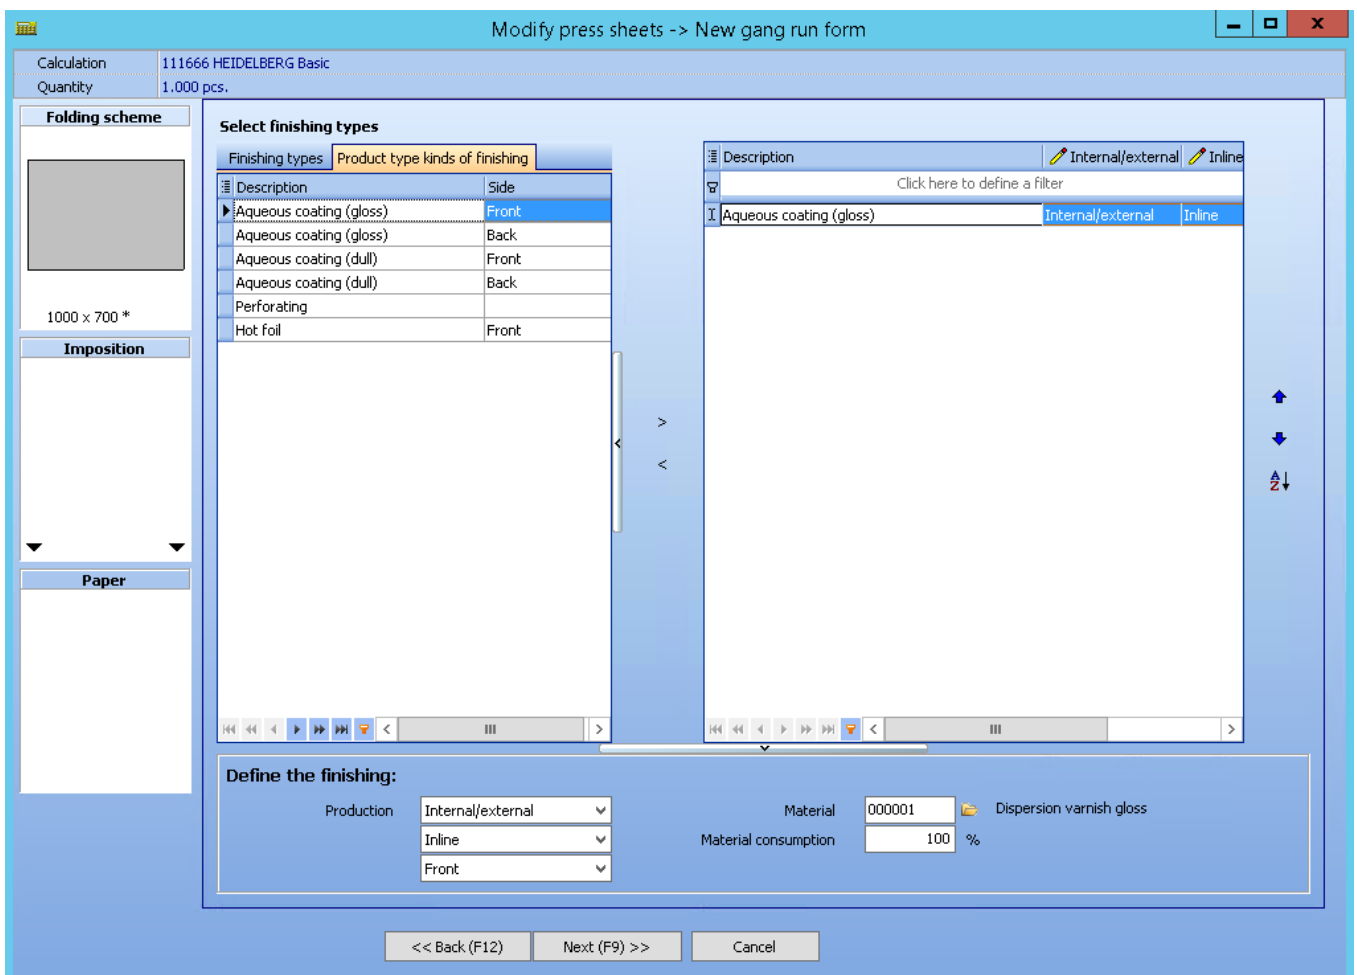 Modify press sheets -> New gang run form
Calculation 111666 HEIDELBERG Basic
Quantity 1.000 pcs.
Folding scheme
1000 x 700 *
Imposition
Paper
Select finishing types
Finishing types Product type kinds of finishing
Description Side
Aqueous coating (gloss) Front
Aqueous coating (gloss) Back
Aqueous coating (dull) Front
Aqueous coating (dull) Back
Perforating
Hot foil Front
>
<
Description Internal/external Inline
Click here to define a filter
Aqueous coating (gloss) Internal/external Inline
Define the finishing:
Production Internal/external
Inline
Front
Material 000001 Dispersion varnish gloss
Material consumption 100 %
<< Back (F12) Next (F9) >> Cancel